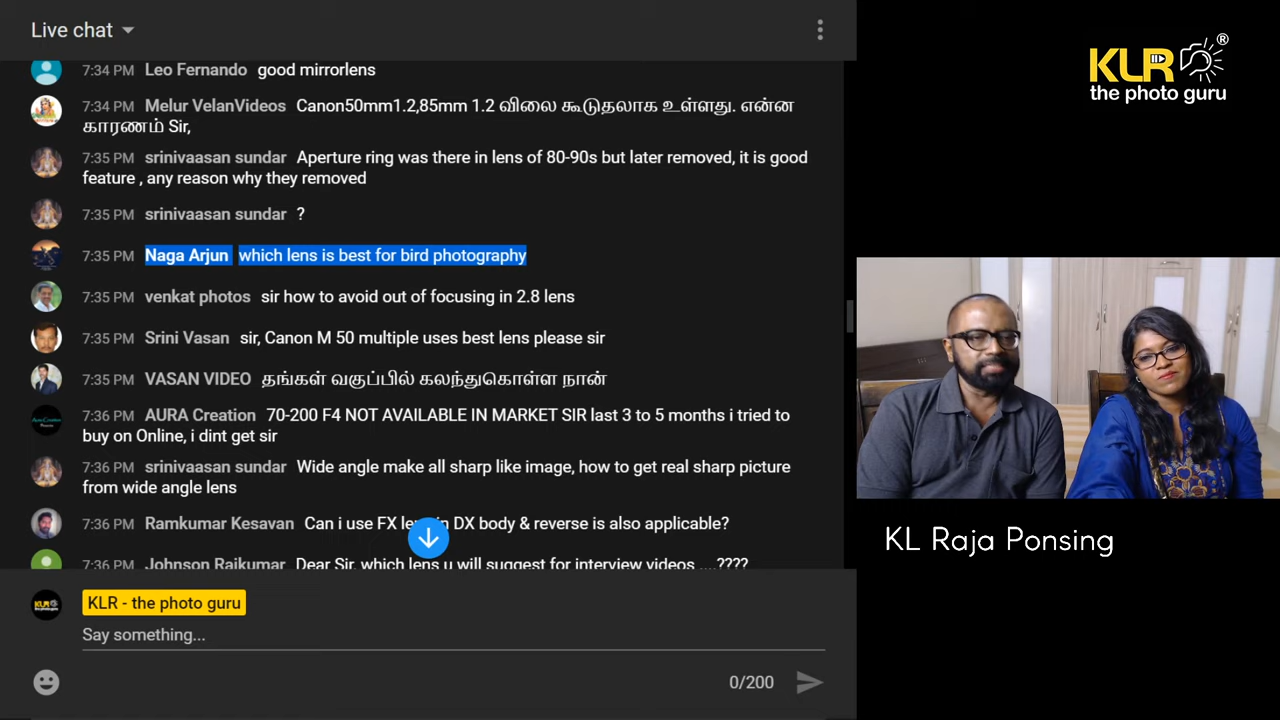 Live chat
7:34 PM Leo Fernando good mirrorlens
7:34 PM Melur VelanVideos Canon50mm1.2,85mm 1.2 விலை கூடுதலாக உள்ளது. என்ன
காரணம் Sir,
7:35 PM srinivaasan sundar Aperture ring was there in lens of 80-90s but later removed, it is good
feature , any reason why they removed
7:35 PM srinivaasan sundar ?
7:35 PM Naga Arjun which lens is best for bird photography
7:35 PM venkat photos sir how to avoid out of focusing in 2.8 lens
7:35 PM Srini Vasan sir, Canon M 50 multiple uses best lens please sir
7:35 PM VASAN VIDEO தங்கள் வகுப்பில் கலந்துகொள்ள நான்
7:36 PM AURA Creation 70-200 F4 NOT AVAILABLE IN MARKET SIR last 3 to 5 months i tried to
buy on Online, i dint get sir
7:36 PM srinivaasan sundar Wide angle make all sharp like image, how to get real sharp picture
from wide angle lens
7:36 PM Ramkumar Kesavan Can i use FX DX body & reverse is also applicable?
7:36 PM Johnson Rajkumar Dear Sir, which lens u will suggest for interview videos ....????
KLR - the photo guru
Say something...
0/200
KLR ®
the photo guru
KL Raja Ponsing